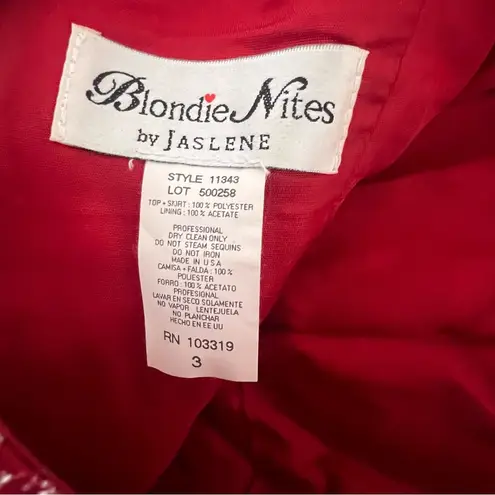 Blondie Nites
by JASLENE
STYLE 11343
LOT 500258
TOP + SKIRT : 100% POLYESTER
LINING : 100% ACETATE
PROFESSIONAL
DRY CLEAN ONLY
DO NOT STEAM SEQUINS
DO NOT IRON
MADE IN U S A
CAMISA + FALDA : 100%
POLIESTER
FORRO : 100% ACETATO
PROFESIONAL
LAVAR EN SECO SOLAMENTE
NO VAPOR LENTEJUELA
NO PLANCHAR
HECHO EN EE UU
RN 103319
3